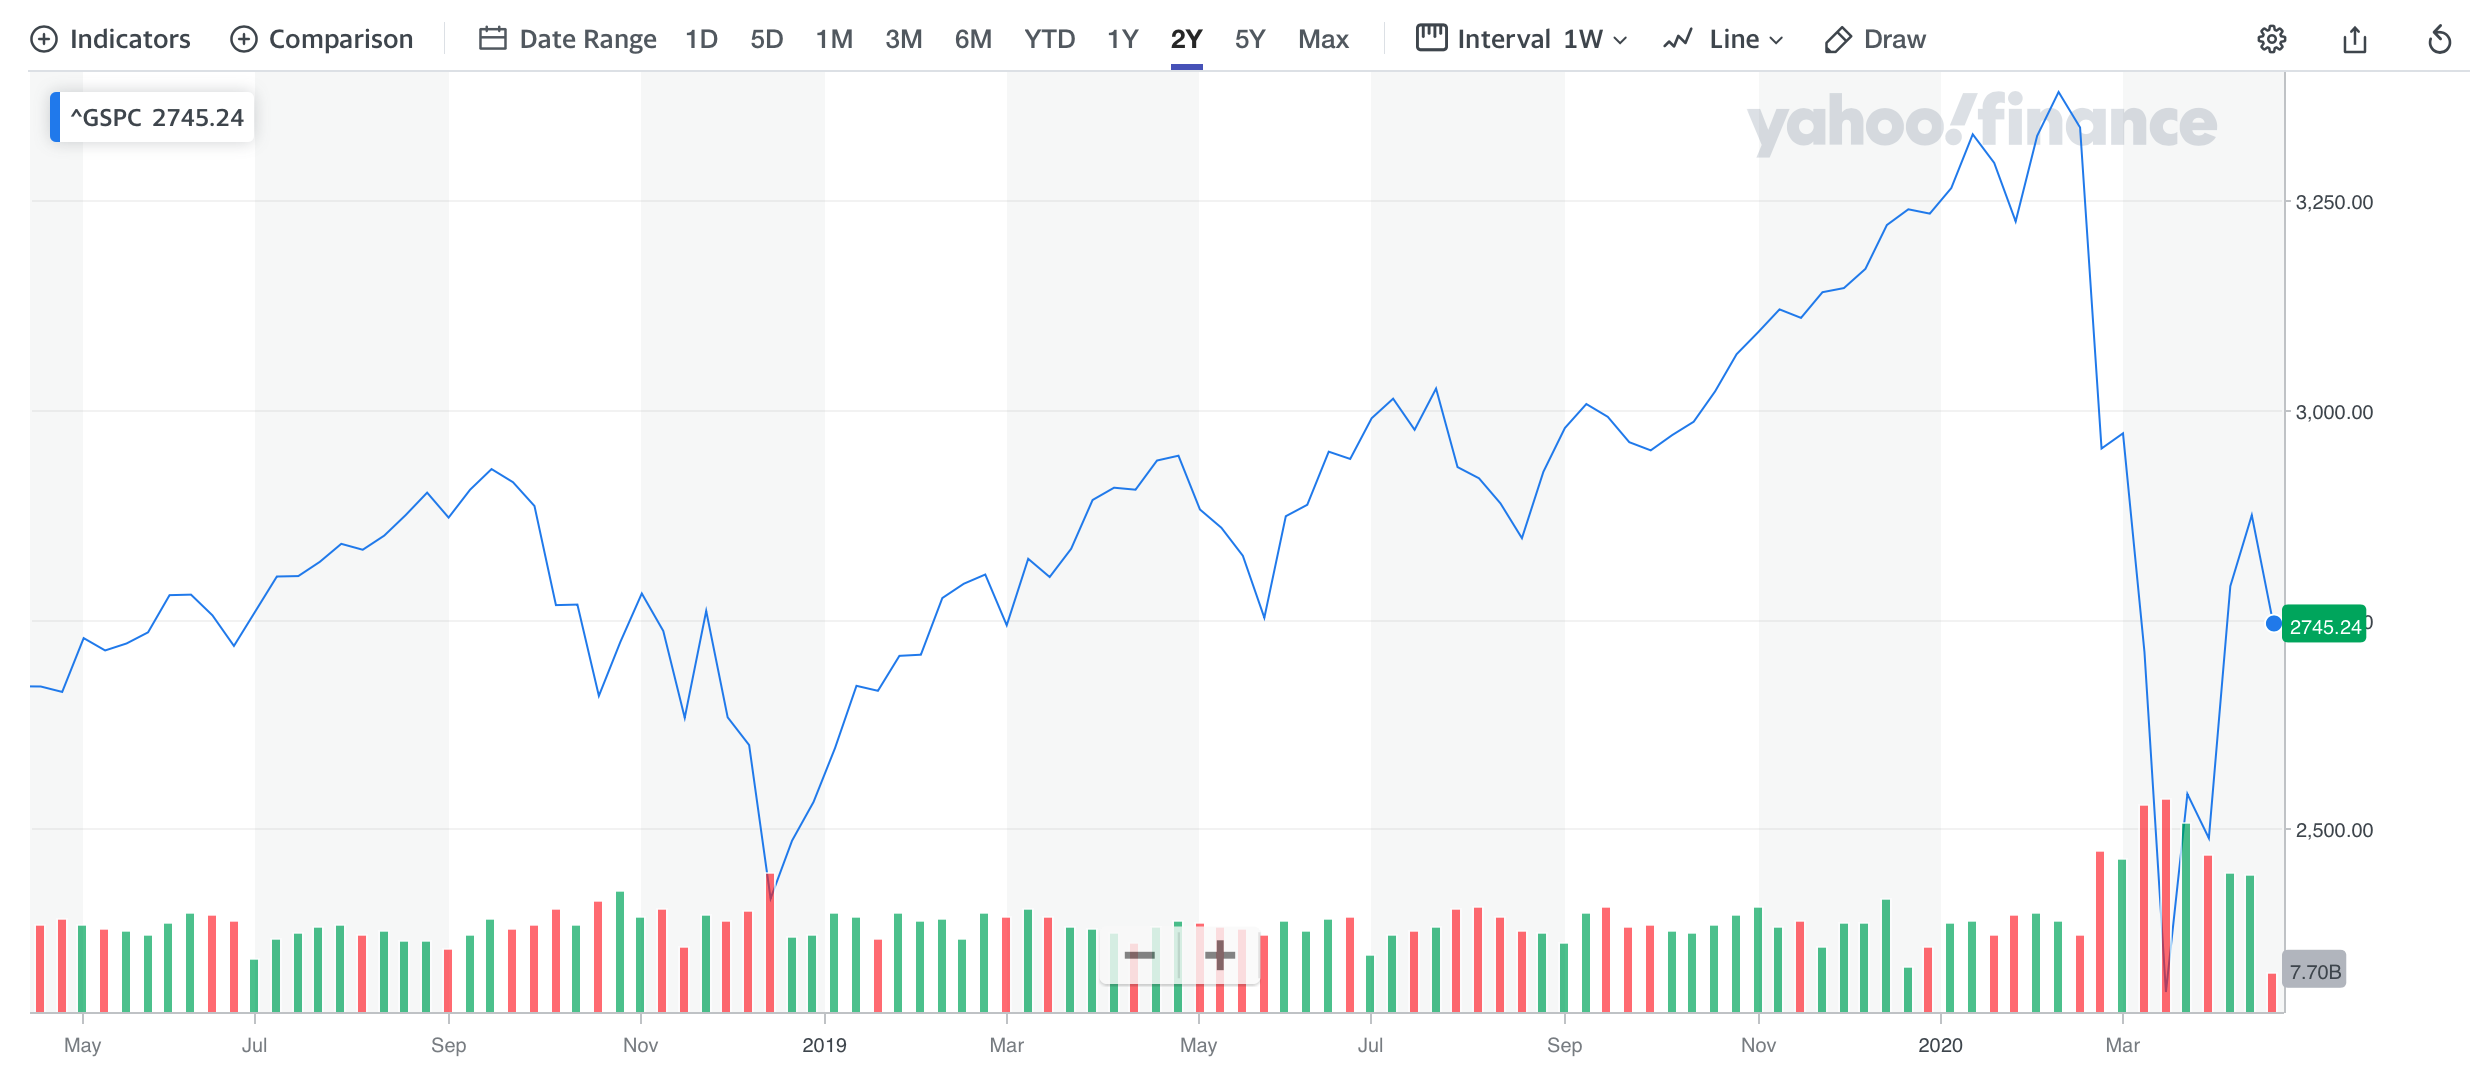 Indicators Comparison Date Range 1D 5D 1M 3M 6M YTD 1Y 2Y 5Y Max Interval 1W Line Draw
^GSPC 2745.24
yahoo!finance
3,250.00
3,000.00
2745.24
2,500.00
7.70B
May Jul Sep Nov 2019 Mar May Jul Sep Nov 2020 Mar